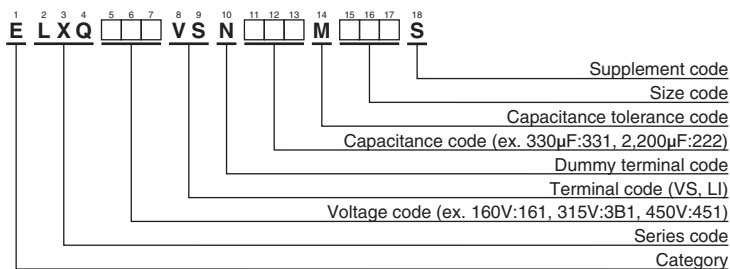 1 2 3 4 5 6 7 8 9 10 11 12 13 14 15 16 17 18
E L X Q □□□ V S N □□□ M □□□ S
Supplement code
Size code
Capacitance tolerance code
Capacitance code (ex. 330μF:331, 2,200μF:222)
Dummy terminal code
Terminal code (VS, LI)
Voltage code (ex. 160V:161, 315V:3B1, 450V:451)
Series code
Category